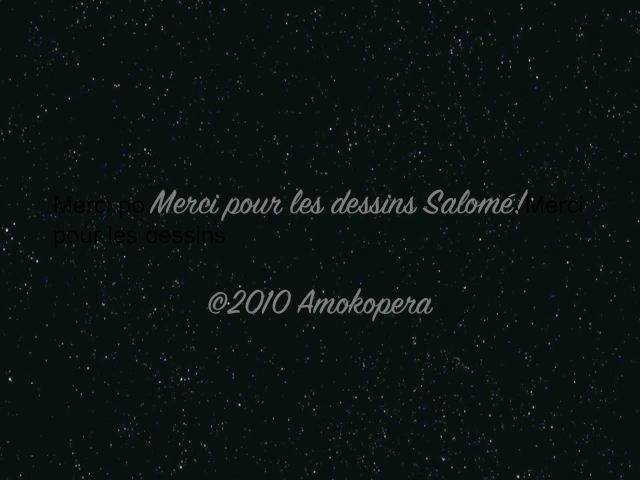 Merci po Merci pour les dessins Salomé! Merci
pour les dessins
©2010 Amokopera